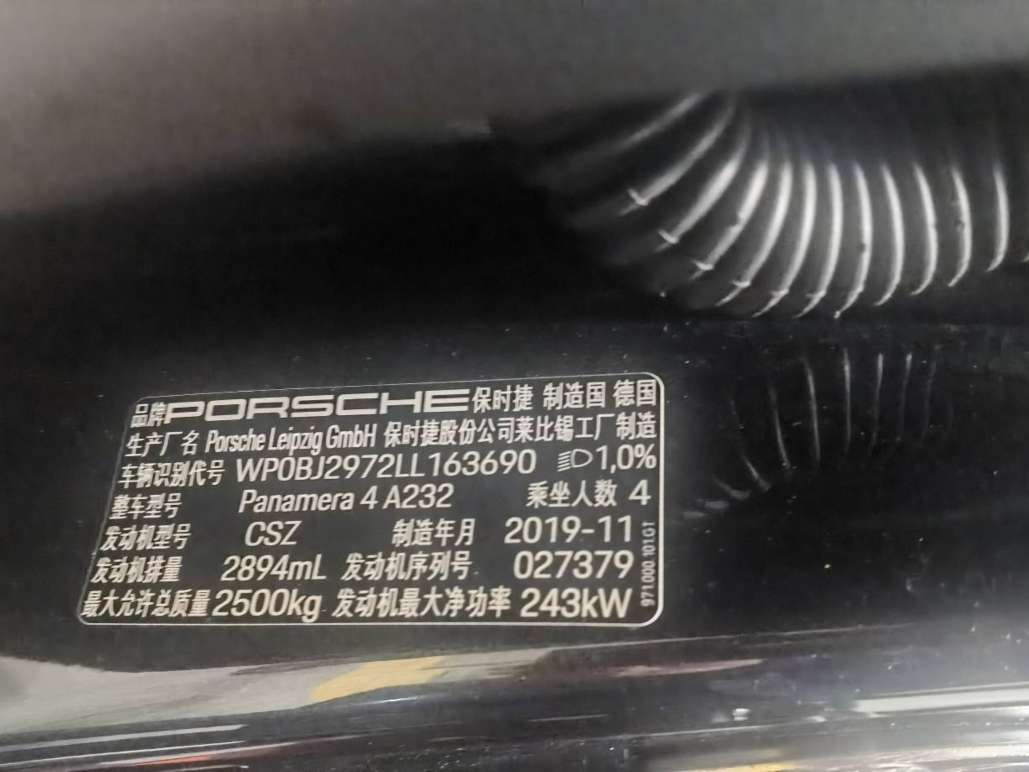 品牌PORSCHE保时捷 制造国 德国
生产厂名 Porsche Leipzig GmbH 保时捷股份公司莱比锡工厂制造
车辆识别代号 WP0BJ2972LL163690 1,0%
整车型号 Panamera 4 A232 乘坐人数 4
发动机型号 CSZ 制造年月 2019-11
发动机排量 2894mL 发动机序列号 027379
最大允许总质量 2500kg 发动机最大净功率 243kW
971.000.101.GT